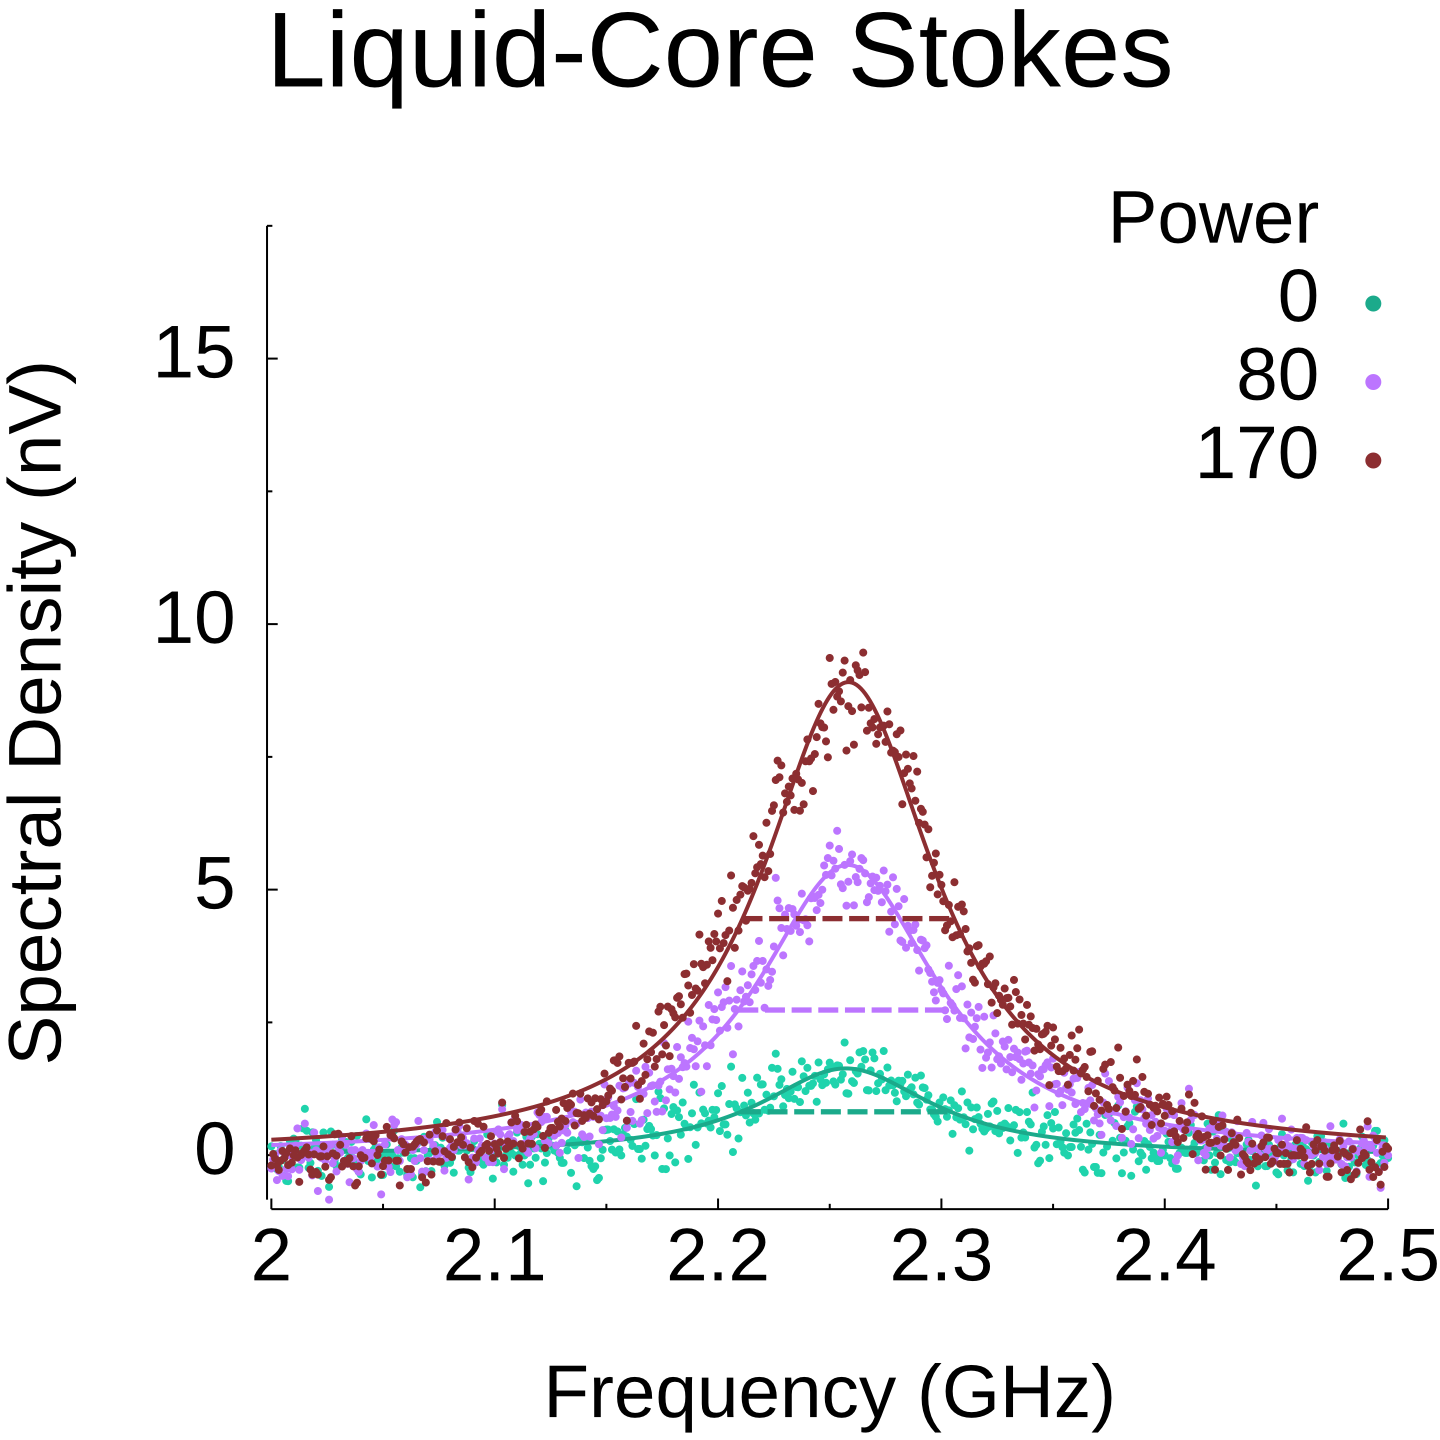 Liquid-Core Stokes
Power
0
80
170
Spectral Density (nV)
15
10
5
0
2 2.1 2.2 2.3 2.4 2.5
Frequency (GHz)